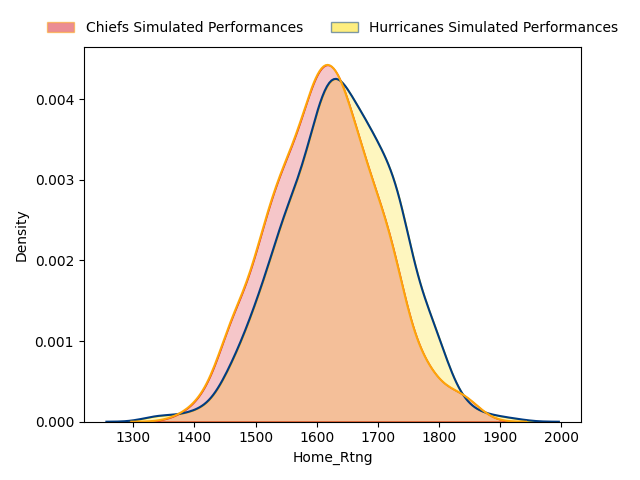 Chiefs Simulated Performances
Hurricanes Simulated Performances
Density
0.004
0.003
0.002
0.001
0.000
1300 1400 1500 1600 1700 1800 1900 2000
Home_Rtng